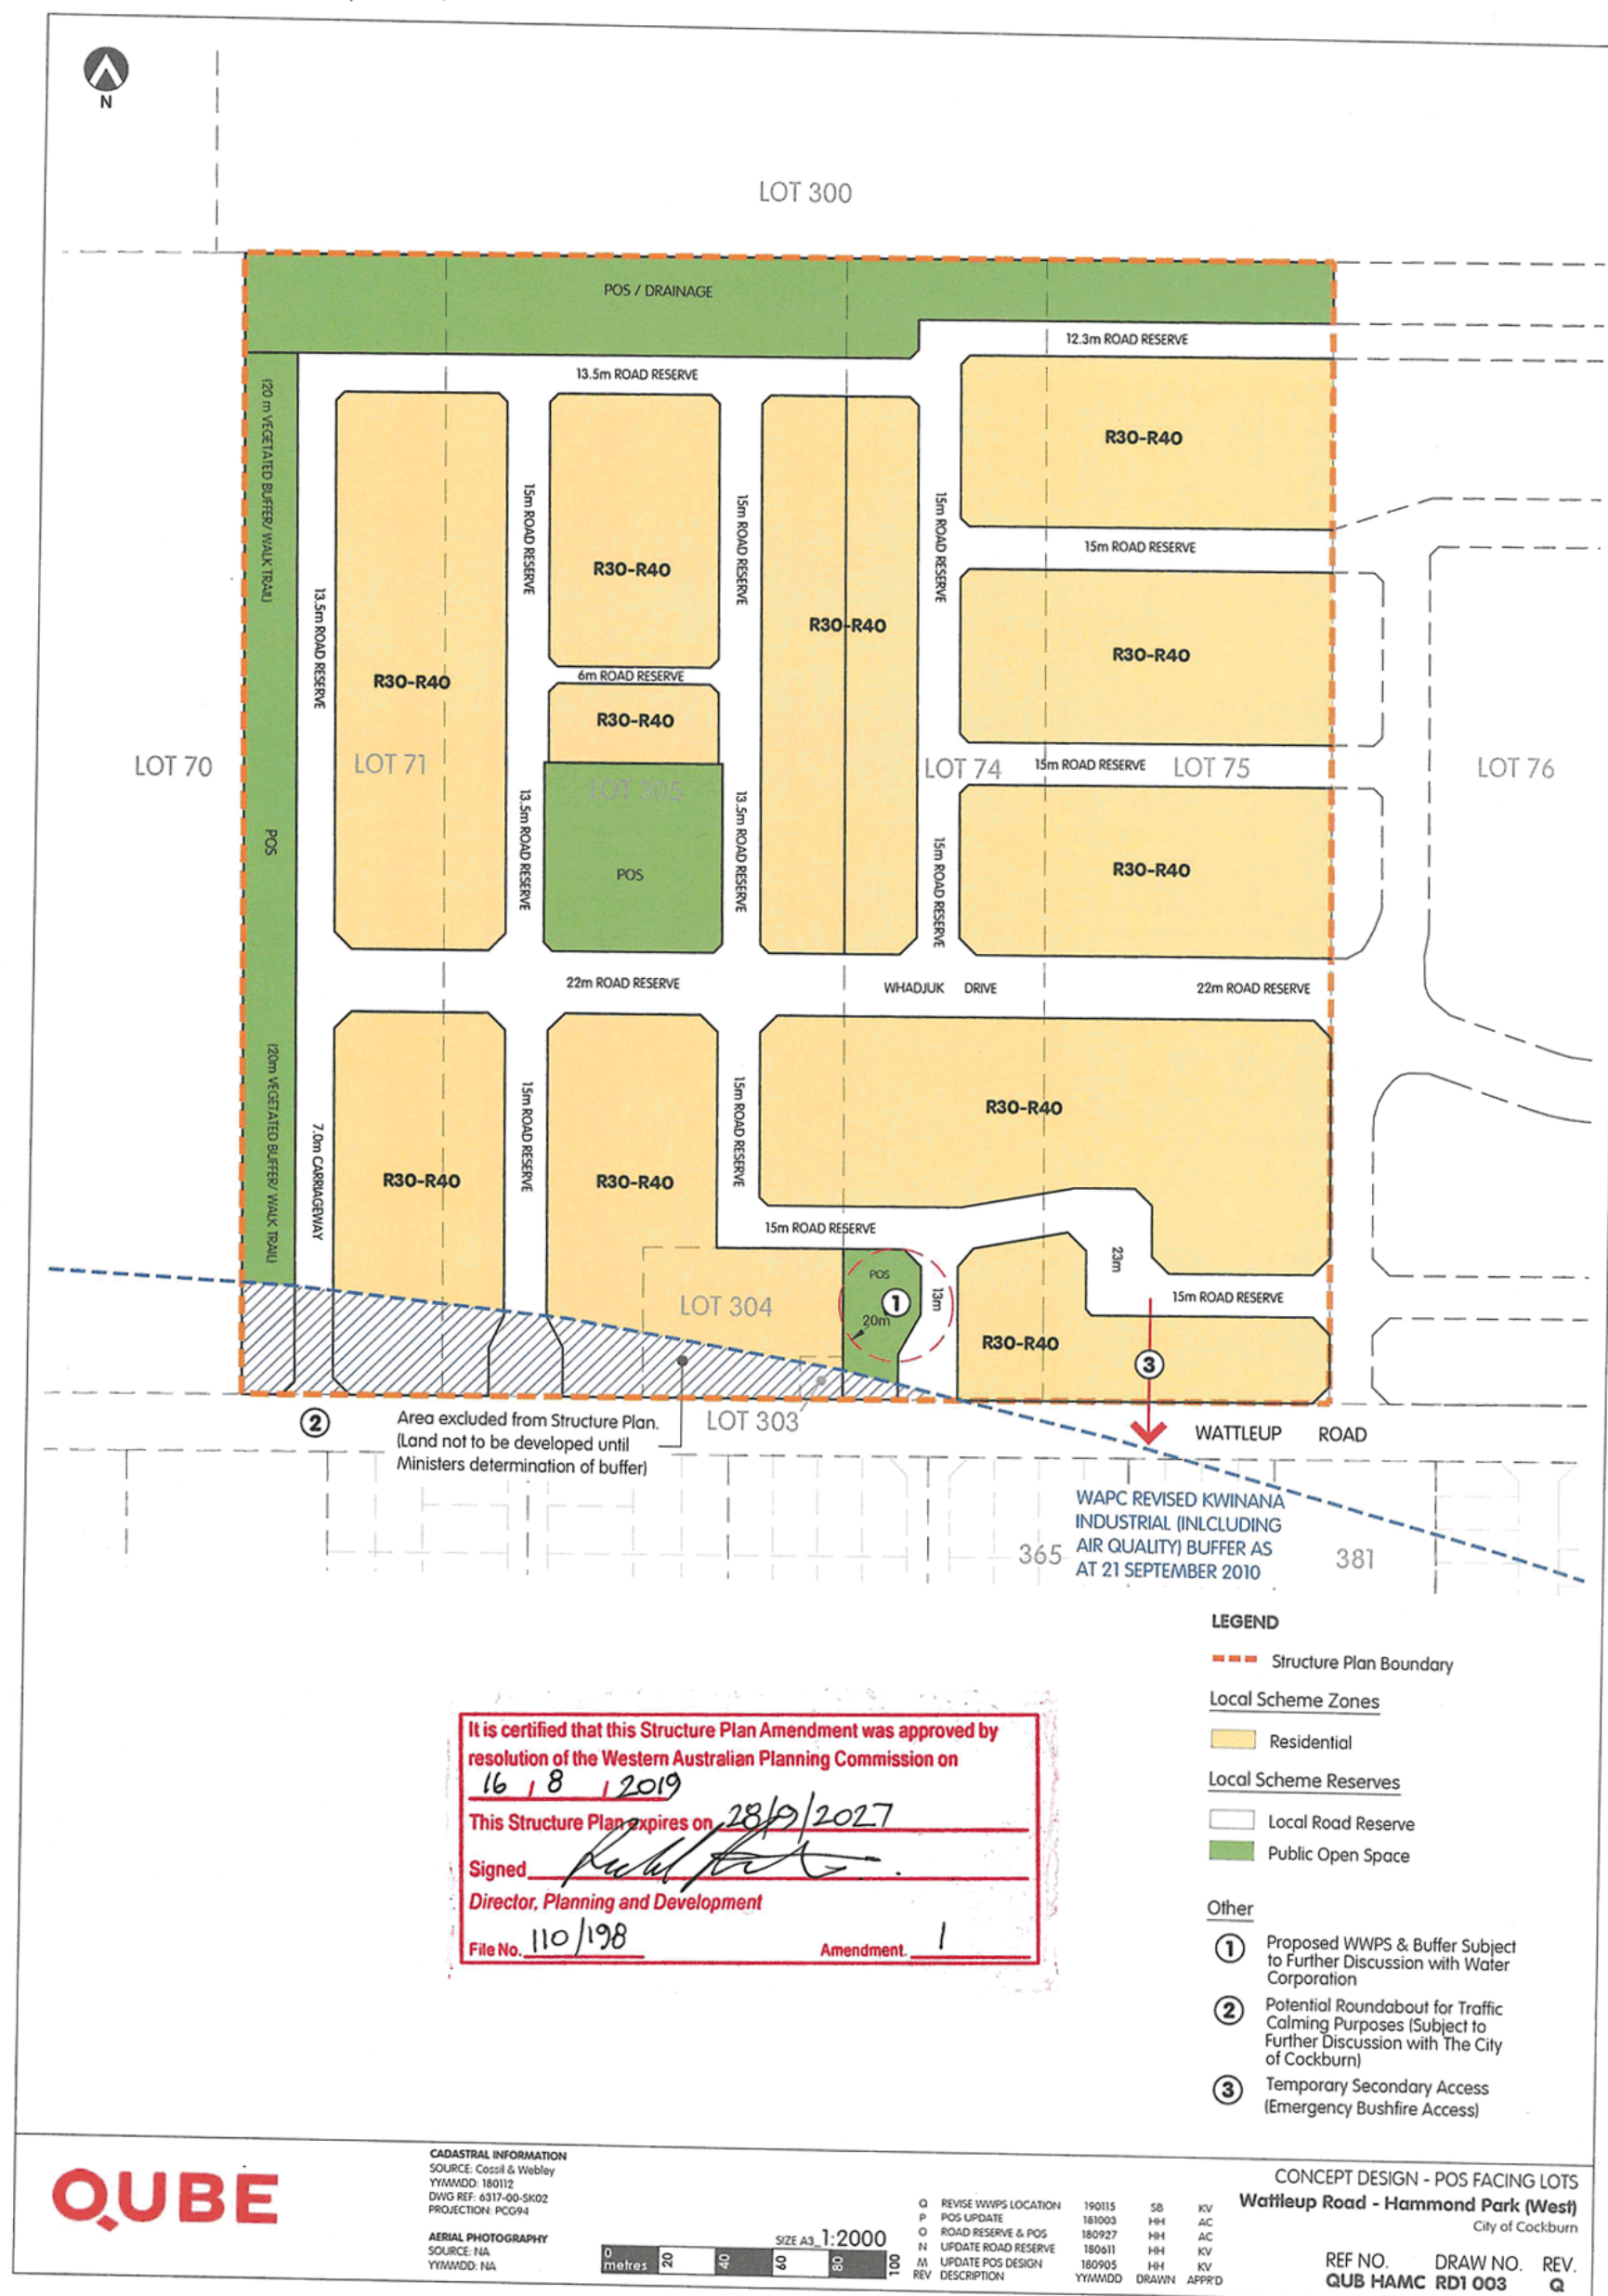 N
LOT 300
POS / DRAINAGE
12.3m ROAD RESERVE
13.5m ROAD RESERVE
(20 m VEGETATED BUFFER/ WALK TRAIL)
R30-R40
15m ROAD RESERVE
15m ROAD RESERVE
15m ROAD RESERVE
15m ROAD RESERVE
R30-R40
13.5m ROAD RESERVE
R30-R40
R30-R40
6m ROAD RESERVE
R30-R40
R30-R40
LOT 70
LOT 71
LOT 305
LOT 74
15m ROAD RESERVE
LOT 75
LOT 76
R30-R40
POS
13.5m ROAD RESERVE
POS
13.5m ROAD RESERVE
15m ROAD RESERVE
R30-R40
22m ROAD RESERVE
WHADJUK DRIVE
22m ROAD RESERVE
(20m VEGETATED BUFFER/ WALK TRAIL)
7.0m CARRIAGEWAY
R30-R40
15m ROAD RESERVE
R30-R40
15m ROAD RESERVE
R30-R40
15m ROAD RESERVE
23m
POS
1
20m
13m
15m ROAD RESERVE
LOT 304
R30-R40
3
2
Area excluded from Structure Plan.
(Land not to be developed until
Ministers determination of buffer)
LOT 303
WATTLEUP ROAD
WAPC REVISED KWINANA
INDUSTRIAL (INLCLUDING
AIR QUALITY) BUFFER AS
AT 21 SEPTEMBER 2010
365
381
LEGEND
Structure Plan Boundary
Local Scheme Zones
Residential
Local Scheme Reserves
Local Road Reserve
Public Open Space
Other
1 Proposed WWPS & Buffer Subject
to Further Discussion with Water
Corporation
2 Potential Roundabout for Traffic
Calming Purposes (Subject to
Further Discussion with The City
of Cockburn)
3 Temporary Secondary Access
(Emergency Bushfire Access)
It is certified that this Structure Plan Amendment was approved by
resolution of the Western Australian Planning Commission on
16 / 8 / 2019
This Structure Plan expires on 28/9/2027
Signed
Director, Planning and Development
File No. 110/198 Amendment. 1
QUBE
CADASTRAL INFORMATION
SOURCE: Cossil & Webley
YYMMDD: 180112
DWG REF: 6317-00-SK02
PROJECTION: PCG94
AERIAL PHOTOGRAPHY
SOURCE: NA
YYMMDD: NA
SIZE A3_1:2000
0 metres 20 40 60 80 100
Q REVISE WWPS LOCATION 190115 SB KV
P POS UPDATE 181003 HH AC
O ROAD RESERVE & POS 180927 HH AC
N UPDATE ROAD RESERVE 180611 HH KV
M UPDATE POS DESIGN 180905 HH KV
REV DESCRIPTION YYMMDD DRAWN APPR'D
CONCEPT DESIGN - POS FACING LOTS
Wattleup Road - Hammond Park (West)
City of Cockburn
REF NO. DRAW NO. REV.
QUB HAMC RD1 003 Q